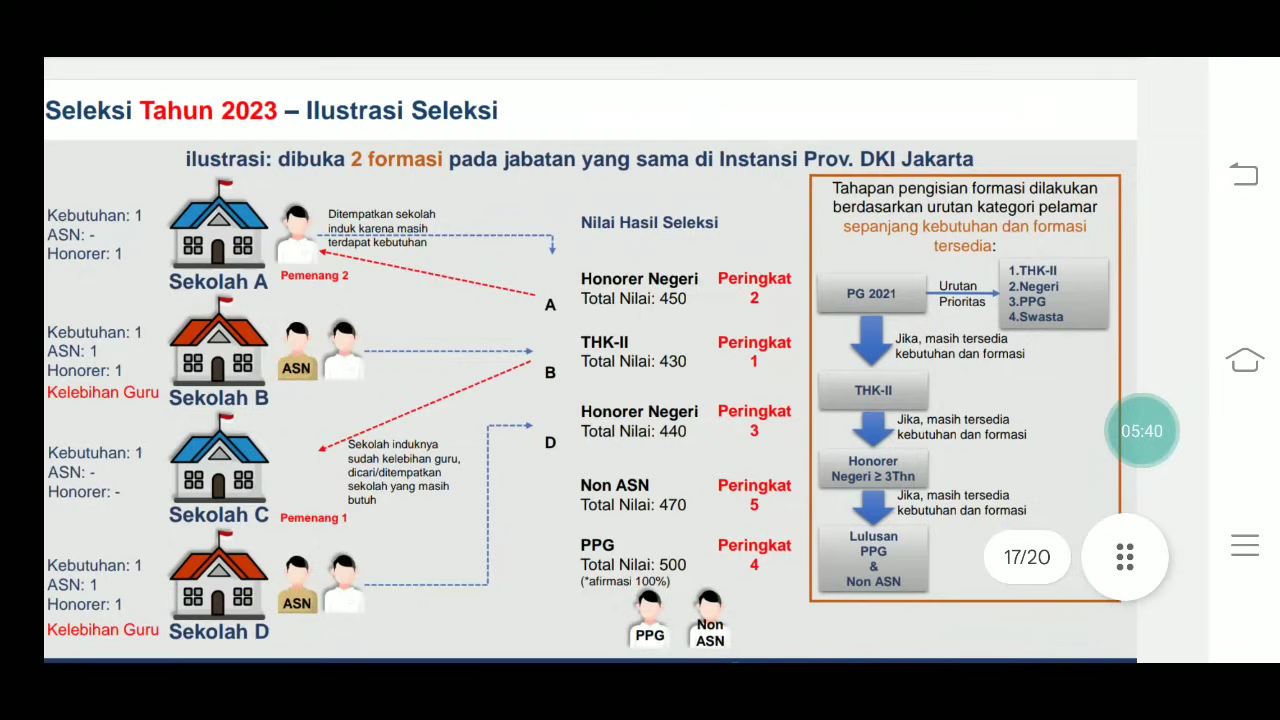 Seleksi Tahun 2023 – Ilustrasi Seleksi
ilustrasi: dibuka 2 formasi pada jabatan yang sama di Instansi Prov. DKI Jakarta
Kebutuhan: 1
ASN: -
Honorer: 1
Sekolah A
Ditempatkan sekolah
induk karena masih
terdapat kebutuhan
Pemenang 2
Kebutuhan: 1
ASN: 1
Honorer: 1
Kelebihan Guru
Sekolah B
ASN
Kebutuhan: 1
ASN: -
Honorer: -
Sekolah C
Sekolah induknya
sudah kelebihan guru,
dicari/ditempatkan
sekolah yang masih
butuh
Pemenang 1
Kebutuhan: 1
ASN: 1
Honorer: 1
Kelebihan Guru
Sekolah D
ASN
Nilai Hasil Seleksi
A
Honorer Negeri
Total Nilai: 450
Peringkat
2
B
THK-II
Total Nilai: 430
Peringkat
1
D
Honorer Negeri
Total Nilai: 440
Peringkat
3
Non ASN
Total Nilai: 470
Peringkat
5
PPG
Total Nilai: 500
(*afirmasi 100%)
Peringkat
4
PPG
Non
ASN
Tahapan pengisian formasi dilakukan
berdasarkan urutan kategori pelamar
sepanjang kebutuhan dan formasi
tersedia:
PG 2021
Urutan
Prioritas
1.THK-II
2.Negeri
3.PPG
4.Swasta
Jika, masih tersedia
kebutuhan dan formasi
THK-II
Jika, masih tersedia
kebutuhan dan formasi
Honorer
Negeri ≥ 3Thn
Jika, masih tersedia
kebutuhan dan formasi
Lulusan
PPG
&
Non ASN
05:40
17/20